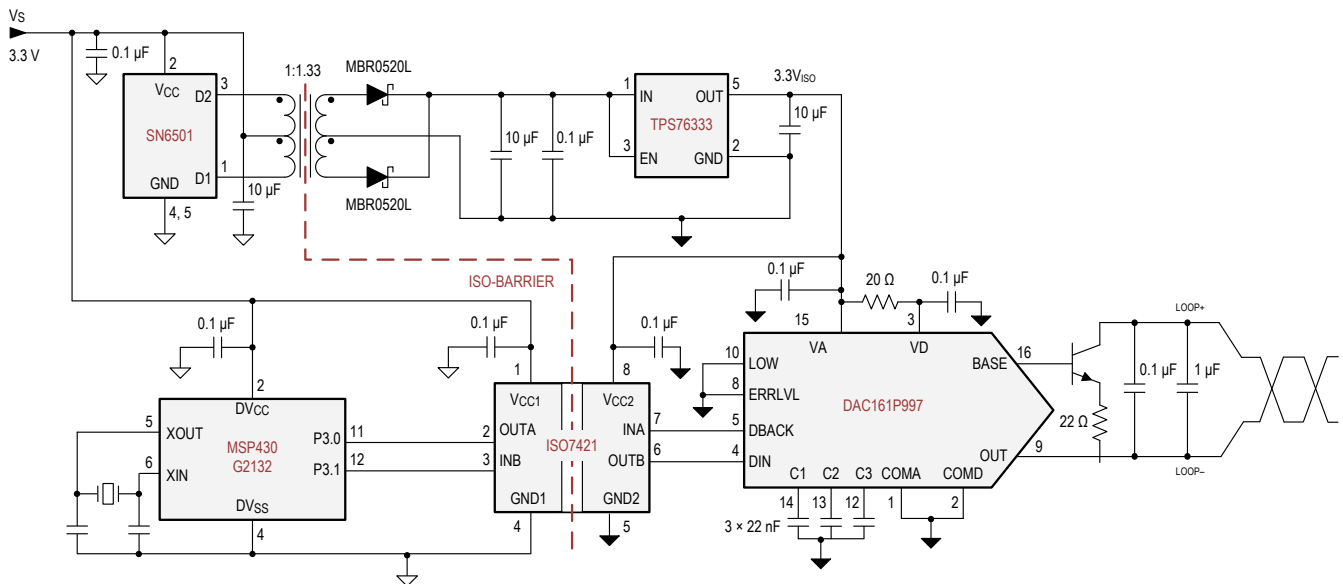 VS
3.3 V
0.1 µF
2
VCC
D2
3
SN6501
D1
1
GND
4, 5
10 µF
1:1.33
MBR0520L
MBR0520L
10 µF
0.1 µF
1
IN
OUT
5
TPS76333
3
EN
GND
2
3.3VISO
10 µF
ISO-BARRIER
0.1 µF
20 Ω
0.1 µF
0.1 µF
0.1 µF
0.1 µF
2
DVCC
5
XOUT
6
XIN
MSP430
G2132
P3.0
11
P3.1
12
DVSS
4
1
VCC1
8
VCC2
2
OUTA
3
INB
ISO7421
INA
7
OUTB
6
GND1
4
GND2
5
15
VA
3
VD
10
LOW
8
ERRLVL
5
DBACK
4
DIN
DAC161P997
BASE
16
OUT
9
C1
C2
C3
COMA
COMD
14
13
12
1
2
3 × 22 nF
22 Ω
0.1 µF
1 µF
LOOP+
LOOP–